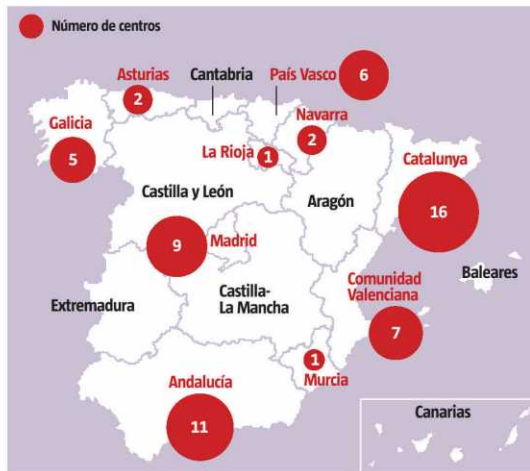 Número de centros
Asturias
2
Cantabria
País Vasco
6
Galicia
5
La Rioja
1
Navarra
2
Catalunya
16
Castilla y León
Aragón
9
Madrid
Baleares
Extremadura
Castilla-
La Mancha
Comunidad
Valenciana
7
1
Murcia
Andalucía
11
Canarias